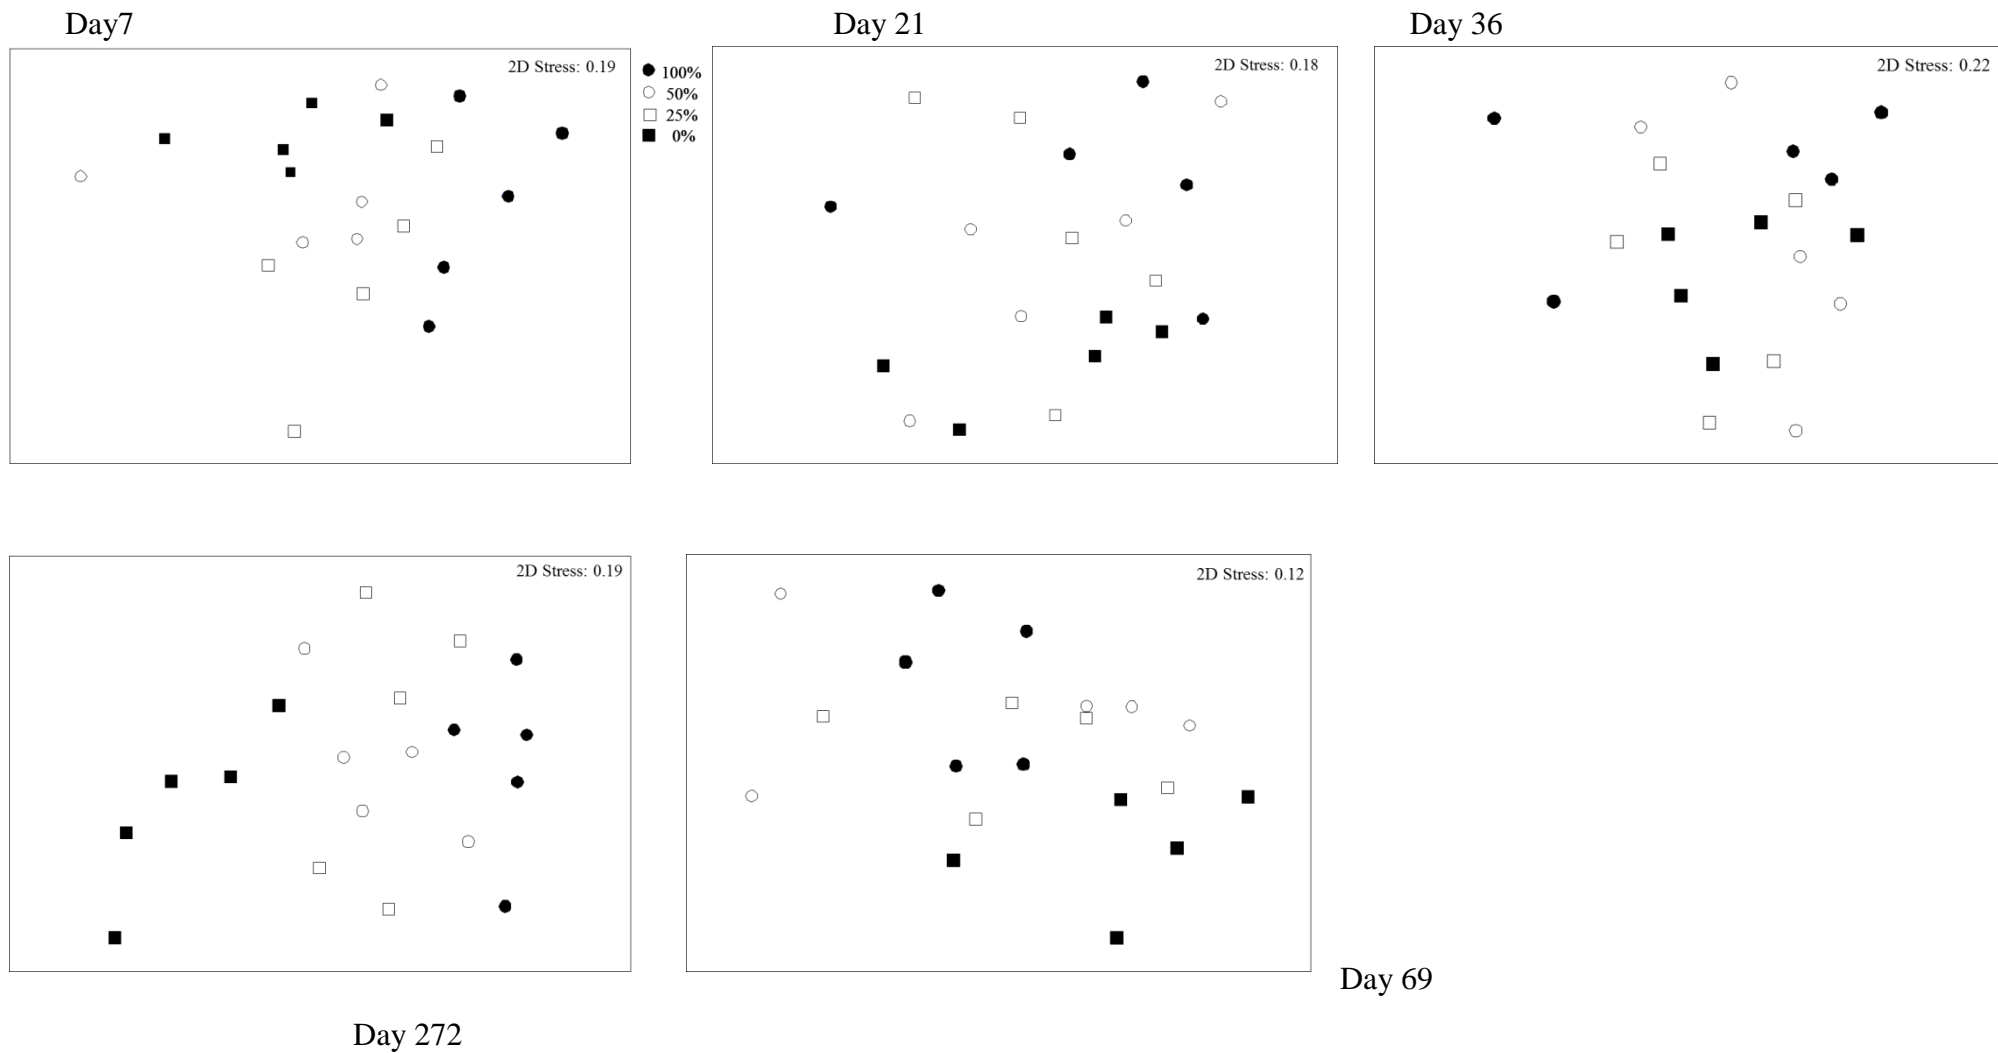 Day7
Day 21
Day 36
2D Stress: 0.19
100%
50%
25%
0%
2D Stress: 0.18
2D Stress: 0.22
2D Stress: 0.19
2D Stress: 0.12
Day 69
Day 272